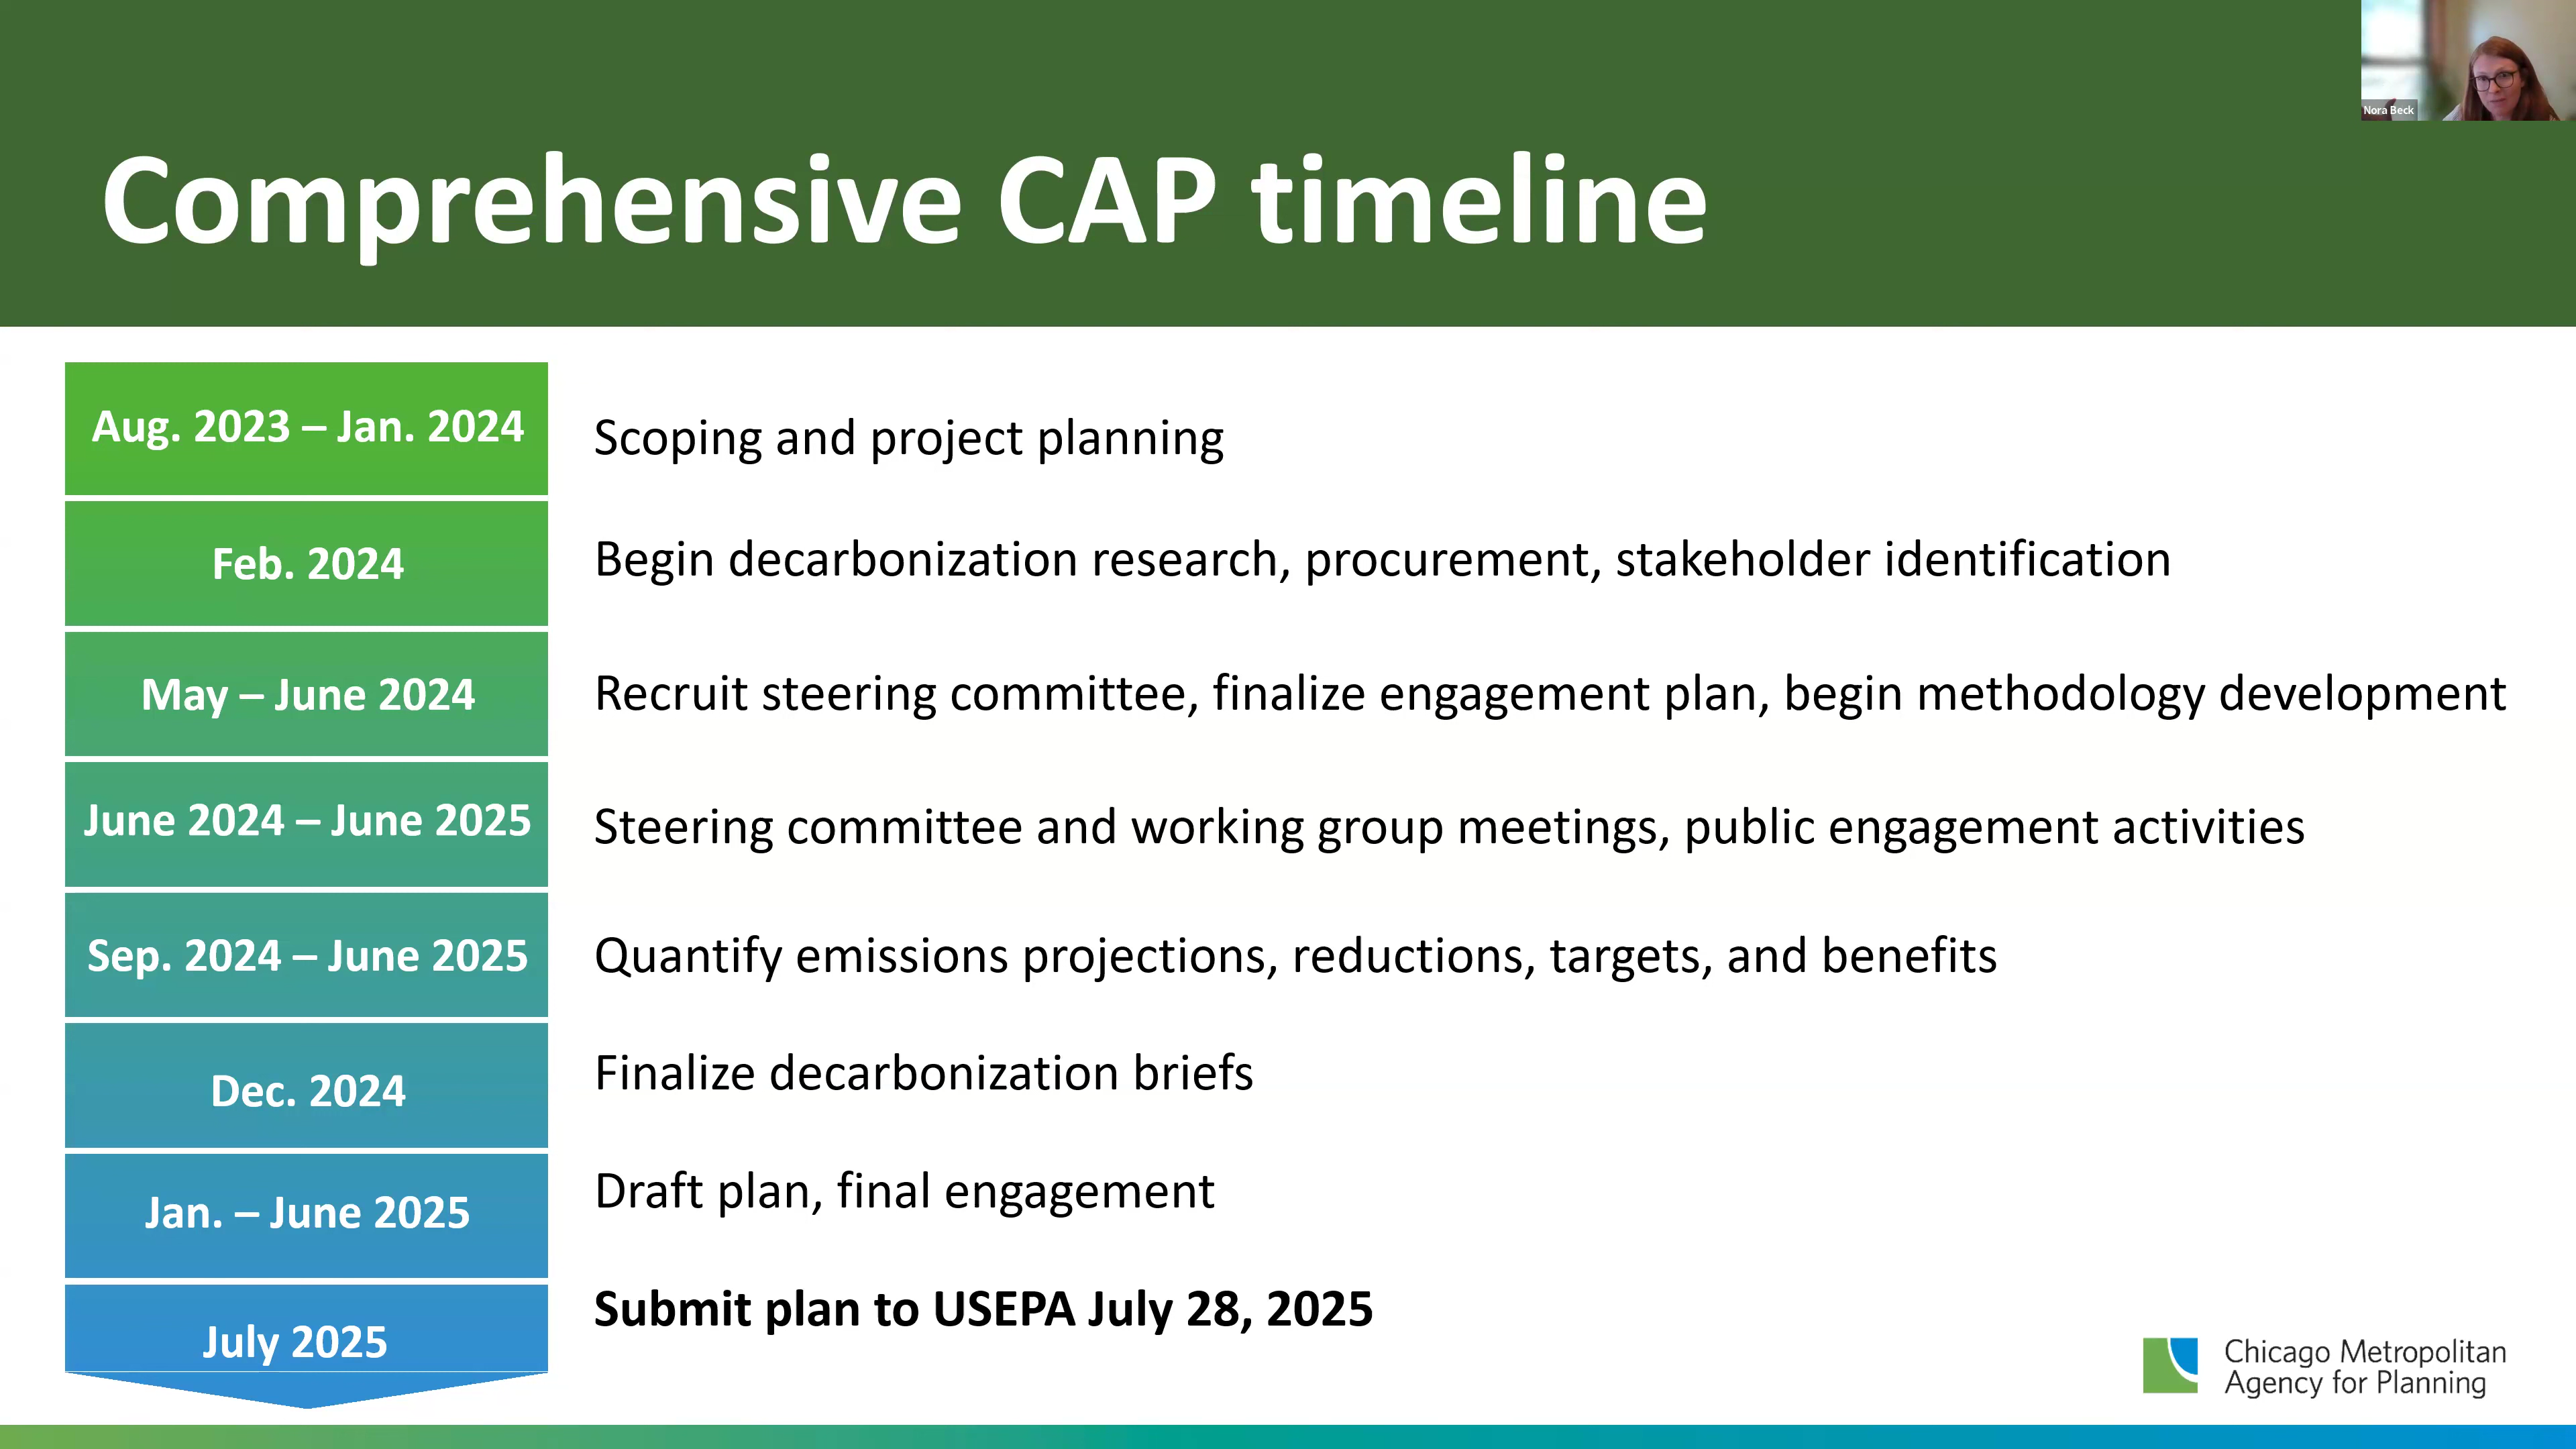 Nora Beck
Comprehensive CAP timeline
Aug. 2023 – Jan. 2024
Scoping and project planning
Feb. 2024
Begin decarbonization research, procurement, stakeholder identification
May – June 2024
Recruit steering committee, finalize engagement plan, begin methodology development
June 2024 – June 2025
Steering committee and working group meetings, public engagement activities
Sep. 2024 – June 2025
Quantify emissions projections, reductions, targets, and benefits
Dec. 2024
Finalize decarbonization briefs
Jan. – June 2025
Draft plan, final engagement
July 2025
Submit plan to USEPA July 28, 2025
Chicago Metropolitan
Agency for Planning